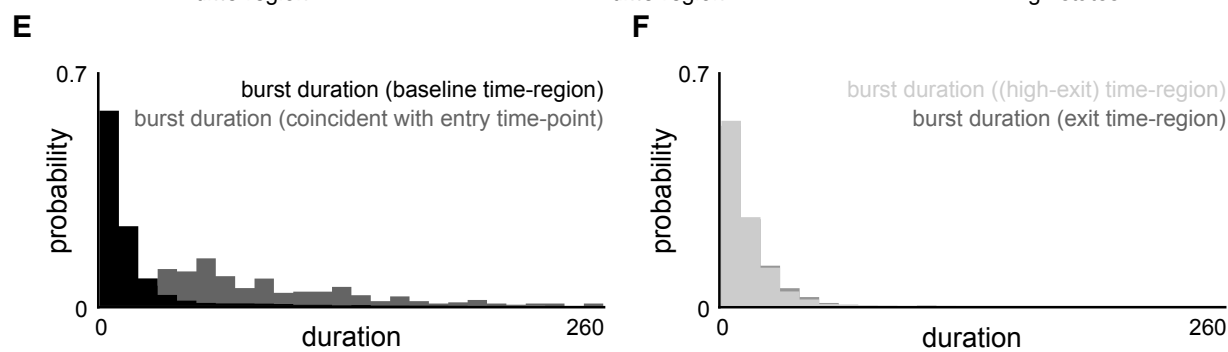 E
0.7
burst duration (baseline time-region)
burst duration (coincident with entry time-point)
probability
0
0
260
duration
F
0.7
burst duration ((high-exit) time-region)
burst duration (exit time-region)
probability
0
0
260
duration